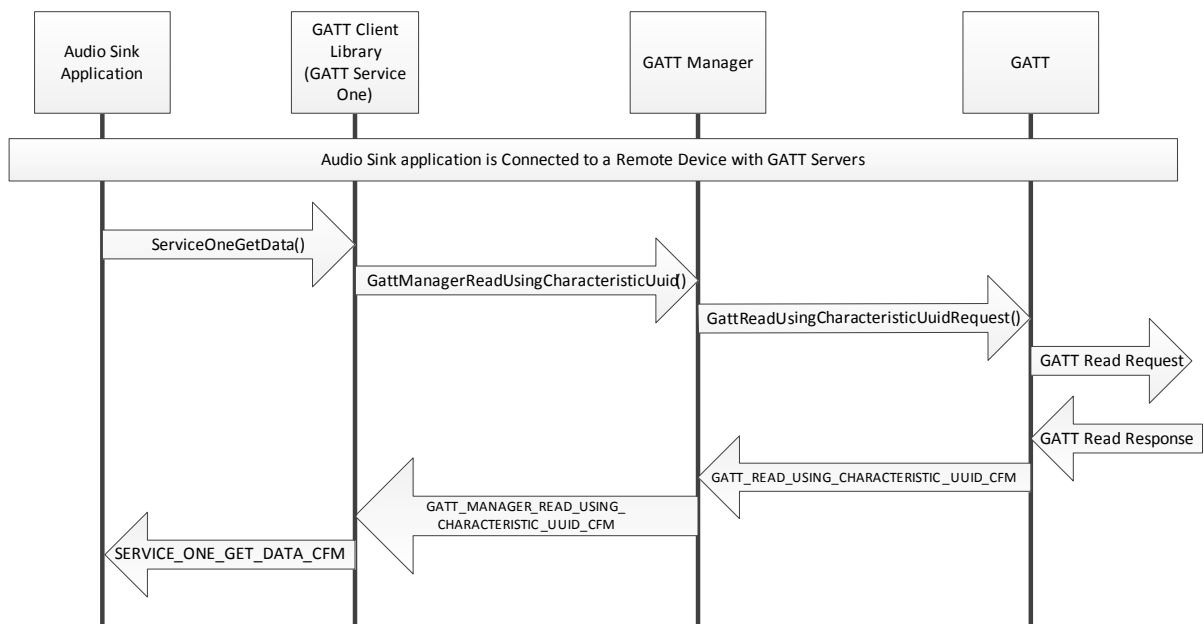 Audio Sink
Application
GATT Client
Library
(GATT Service
One)
GATT Manager
GATT
Audio Sink application is Connected to a Remote Device with GATT Servers
ServiceOneGetData()
GattManagerReadUsingCharacteristicUuid()
GattReadUsingCharacteristicUuidRequest()
GATT Read Request
GATT Read Response
GATT_READ_USING_CHARACTERISTIC_UUID_CFM
GATT_MANAGER_READ_USING_
CHARACTERISTIC_UUID_CFM
SERVICE_ONE_GET_DATA_CFM